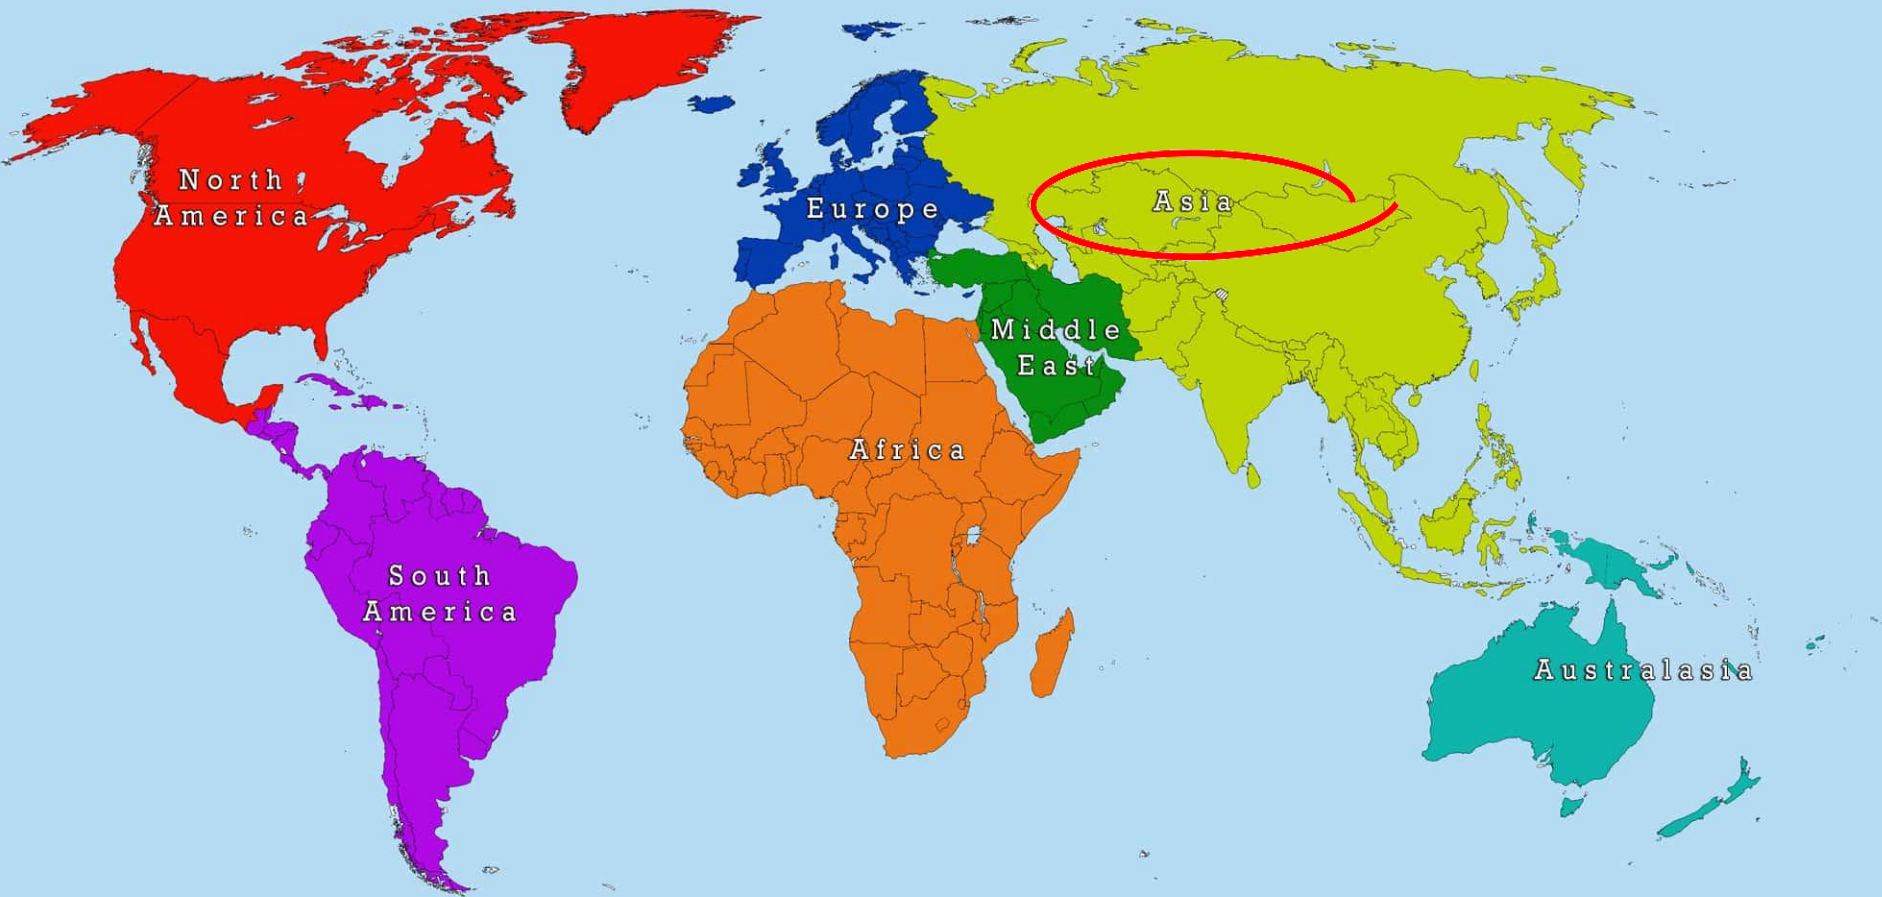 North
America
Europe
Asia
Middle
East
Africa
South
America
Australasia